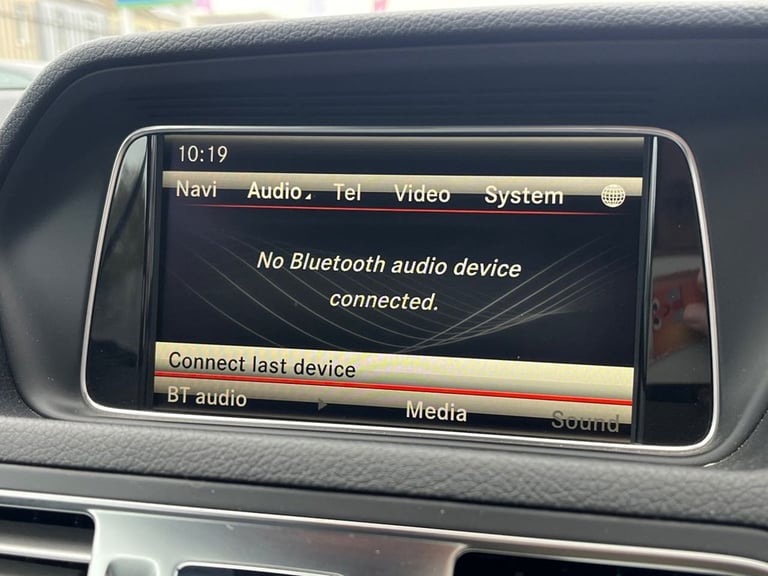 10:19
Navi Audio Tel Video System
No Bluetooth audio device
connected.
Connect last device
BT audio Media Sound